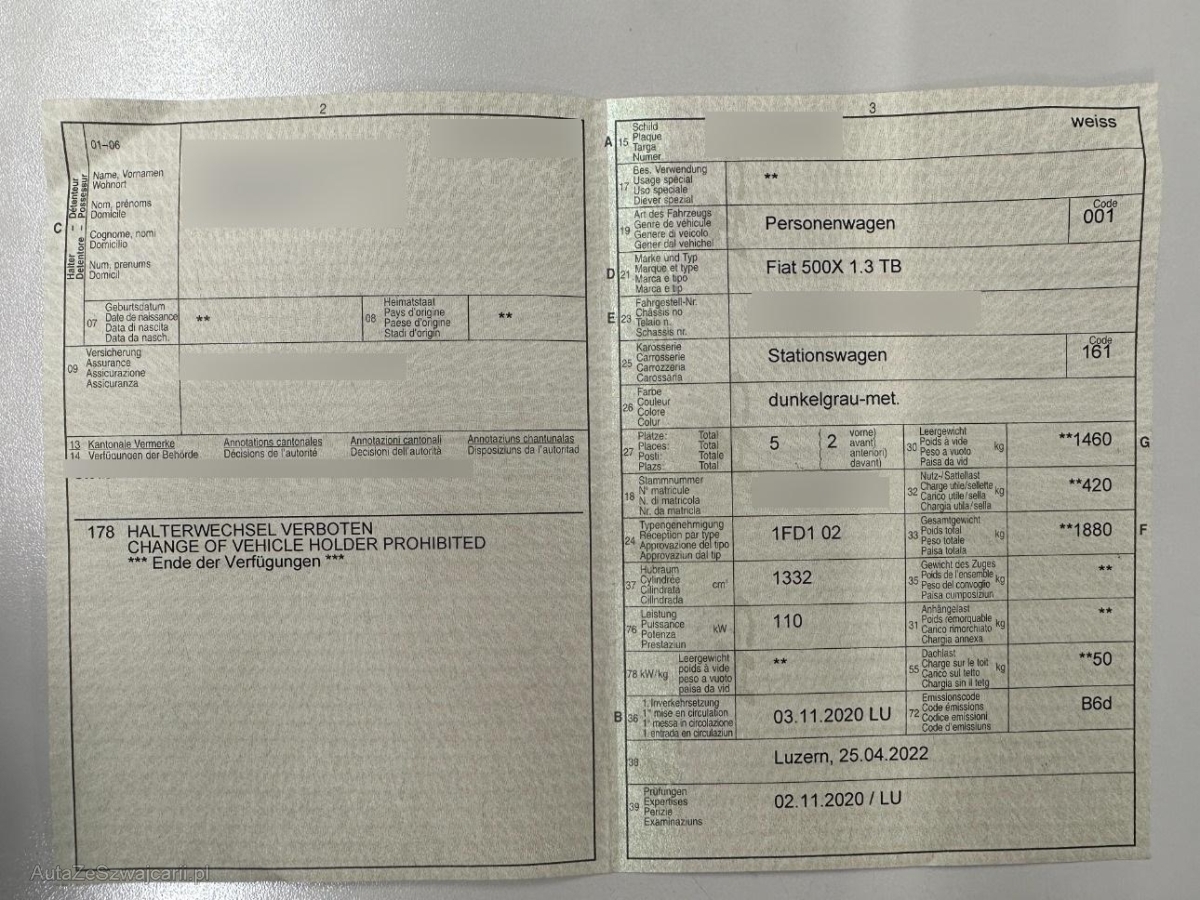 2
01–06
Name, Vornamen
Wohnort
Nom, prénoms
Domicile
Cognome, nomi
Domicilio
Num, prenums
Domicil
C
Halter – Détenteur
Detentore – Possessur
07
Geburtsdatum
Date de naissance
Data di nascita
Data da nasch.
**
08
Heimatstaat
Pays d'origine
Paese d'origine
Stadi d'origin
**
09
Versicherung
Assurance
Assicurazione
Assicuranza
13 Kantonale Vermerke Annotations cantonales Annotazioni cantonali Annotaziuns chantunalas
14 Verfügungen der Behörde Décisions de l'autorité Decisioni dell'autorità Disposiziuns da l'autoritad
178 HALTERWECHSEL VERBOTEN
CHANGE OF VEHICLE HOLDER PROHIBITED
*** Ende der Verfügungen ***
3
A 15
Schild
Plaque
Targa
Numer
weiss
17
Bes. Verwendung
Usage spécial
Uso speciale
Diever spezial
**
19
Art des Fahrzeugs
Genre de véhicule
Genere di veicolo
Gener dal vehichel
Personenwagen
Code
001
D 21
Marke und Typ
Marque et type
Marca e tipo
Marca e tip
Fiat 500X 1.3 TB
E 23
Fahrgestell-Nr.
Châssis no
Telaio n.
Schassis nr.
25
Karosserie
Carrosserie
Carrozzeria
Carossaria
Stationswagen
Code
161
26
Farbe
Couleur
Colore
Colur
dunkelgrau-met.
27
Plätze: Total
Places: Total
Posti: Totale
Plazs: Total
5
( 2 vorne)
avant)
anteriori)
davant)
30
Leergewicht
Poids à vide
Peso a vuoto
Paisa da vid
kg
**1460
G
18
Stammnummer
N° matricule
N. di matricola
Nr. da matricla
32
Nutz-/Sattellast
Charge utile/sellette
Carico utile/sella
Chargia utila/sella
kg
**420
24
Typengenehmigung
Réception par type
Approvazione del tipo
Approvaziun dal tip
1FD1 02
33
Gesamtgewicht
Poids total
Peso totale
Paisa totala
kg
**1880
F
37
Hubraum
Cylindrée
Cilindrata
Cilindrada
cm³
1332
35
Gewicht des Zuges
Poids de l'ensemble
Peso del convoglio
Paisa cumposiziun
kg
**
76
Leistung
Puissance
Potenza
Prestaziun
kW
110
31
Anhängelast
Poids remorquable
Carico rimorchiato
Chargia annexa
kg
**
78 kW/kg
Leergewicht
poids à vide
peso a vuoto
paisa da vid
**
55
Dachlast
Charge sur le toit
Carico sul tetto
Chargia sin il tetg
kg
**50
B 36
1. Inverkehrsetzung
1re mise en circulation
1a messa in circolazione
1. entrada en circulaziun
03.11.2020 LU
72
Emissionscode
Code émissions
Codice emissioni
Code d'emissiuns
B6d
38
Luzern, 25.04.2022
39
Prüfungen
Expertises
Perizie
Examinaziuns
02.11.2020 / LU
AutaZeSzwajcarii.pl